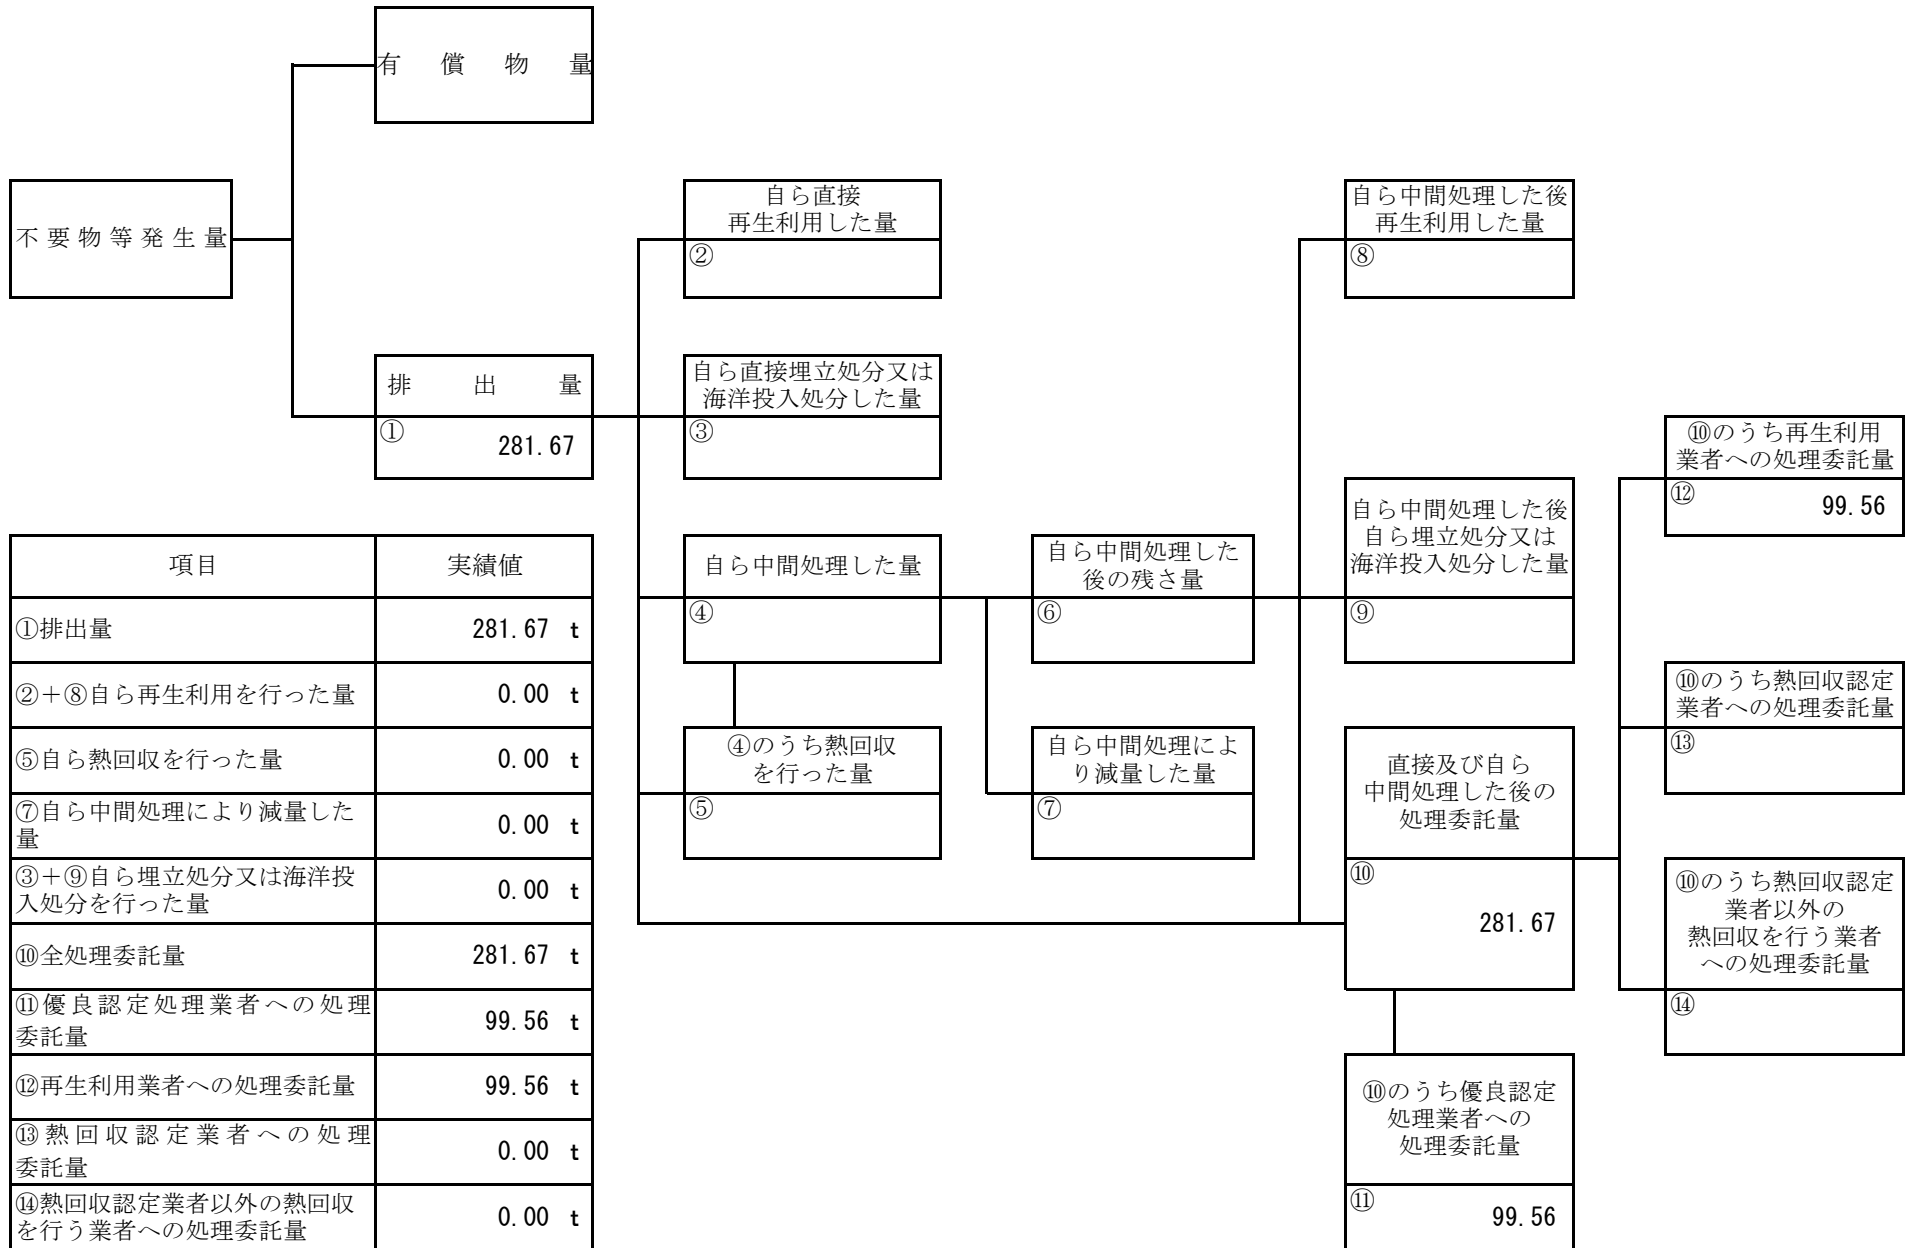 有償物量
不要物等発生量
排出量
①
281.67
自ら直接
再生利用した量
②
自ら直接埋立処分又は
海洋投入処分した量
③
自ら中間処理した量
④
④のうち熱回収
を行った量
⑤
自ら中間処理した
後の残さ量
⑥
自ら中間処理によ
り減量した量
⑦
自ら中間処理した後
再生利用した量
⑧
自ら中間処理した後
自ら埋立処分又は
海洋投入処分した量
⑨
直接及び自ら
中間処理した後の
処理委託量
⑩
281.67
⑩のうち優良認定
処理業者への
処理委託量
⑪
99.56
⑩のうち再生利用
業者への処理委託量
⑫
99.56
⑩のうち熱回収認定
業者への処理委託量
⑬
⑩のうち熱回収認定
業者以外の
熱回収を行う業者
への処理委託量
⑭
項目 実績値
①排出量 281.67 t
②+⑧自ら再生利用を行った量 0.00 t
⑤自ら熱回収を行った量 0.00 t
⑦自ら中間処理により減量した
量 0.00 t
③+⑨自ら埋立処分又は海洋投
入処分を行った量 0.00 t
⑩全処理委託量 281.67 t
⑪優良認定処理業者への処理
委託量 99.56 t
⑫再生利用業者への処理委託量 99.56 t
⑬熱回収認定業者への処理
委託量 0.00 t
⑭熱回収認定業者以外の熱回収
を行う業者への処理委託量 0.00 t